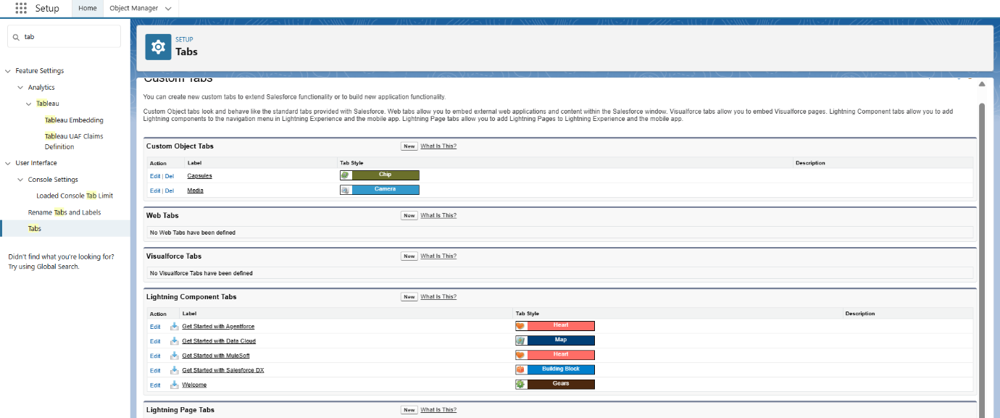 Setup
Home
Object Manager
tab
Feature Settings
Analytics
Tableau
Tableau Embedding
Tableau UAF Claims
Definition
User Interface
Console Settings
Loaded Console Tab Limit
Rename Tabs and Labels
Tabs
Didn't find what you're looking for?
Try using Global Search.
SETUP
Tabs
Custom Tabs
You can create new custom tabs to extend Salesforce functionality or to build new application functionality.
Custom Object tabs look and behave like the standard tabs provided with Salesforce. Web tabs allow you to embed external web applications and content within the Salesforce window. Visualforce tabs allow you to embed Visualforce pages. Lightning Component tabs allow you to add
Lightning components to the navigation menu in Lightning Experience and the mobile app. Lightning Page tabs allow you to add Lightning Pages to Lightning Experience and the mobile app.
Custom Object Tabs New What Is This?
Action Label Tab Style Description
Edit | Del Capsules Chip
Edit | Del Media Camera
Web Tabs New What Is This?
No Web Tabs have been defined
Visualforce Tabs New What Is This?
No Visualforce Tabs have been defined
Lightning Component Tabs New What Is This?
Action Label Tab Style Description
Edit Get Started with Agentforce Heart
Edit Get Started with Data Cloud Map
Edit Get Started with MuleSoft Heart
Edit Get Started with Salesforce DX Building Block
Edit Welcome Gears
Lightning Page Tabs New What Is This?